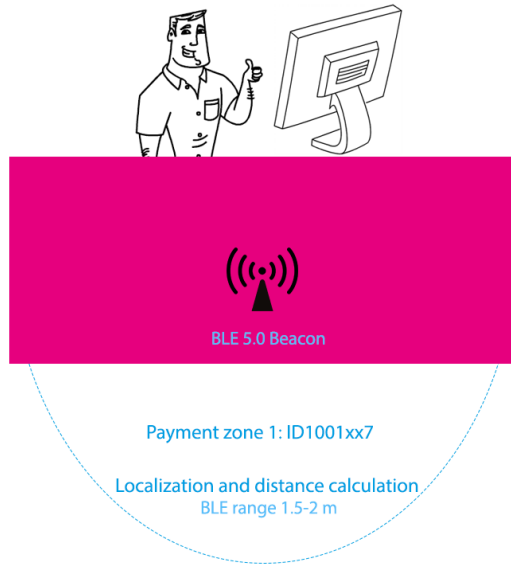 BLE 5.0 Beacon
Payment zone 1: ID1001xx7
Localization and distance calculation
BLE range 1.5-2 m